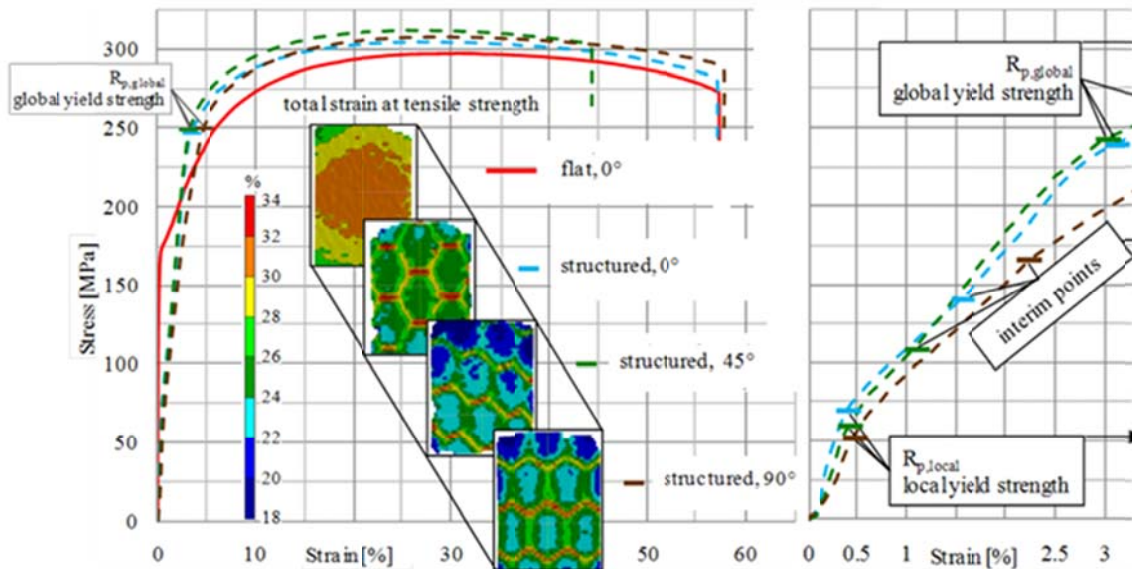 300
250
200
150
100
50
0
Stress [MPa]
R_p,global
global yield strength
total strain at tensile strength
%
34
32
30
28
26
24
22
20
18
flat, 0°
structured, 0°
structured, 45°
structured, 90°
0
10
Strain [%]
30
50
60
R_p,global
global yield strength
interim points
R_p,local
local yield strength
0
0.5
1
Strain [%]
2.5
3